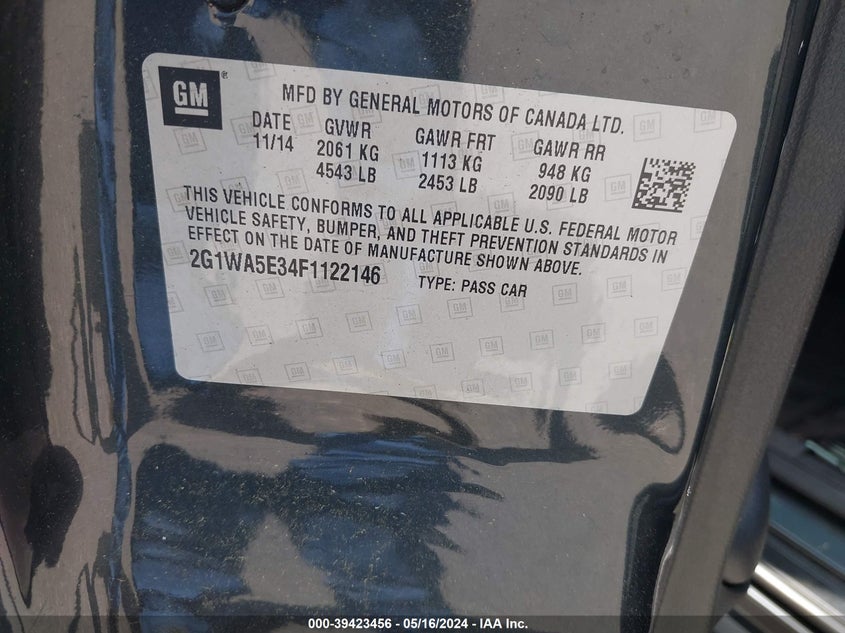 GM ®
MFD BY GENERAL MOTORS OF CANADA LTD.
DATE GVWR GAWR FRT GAWR RR
11/14 2061 KG 1113 KG 948 KG
4543 LB 2453 LB 2090 LB
THIS VEHICLE CONFORMS TO ALL APPLICABLE U.S. FEDERAL MOTOR
VEHICLE SAFETY, BUMPER, AND THEFT PREVENTION STANDARDS IN
EFFECT ON THE DATE OF MANUFACTURE SHOWN ABOVE.
2G1WA5E34F1122146 TYPE: PASS CAR
000-39423456 - 05/16/2024 - IAA Inc.